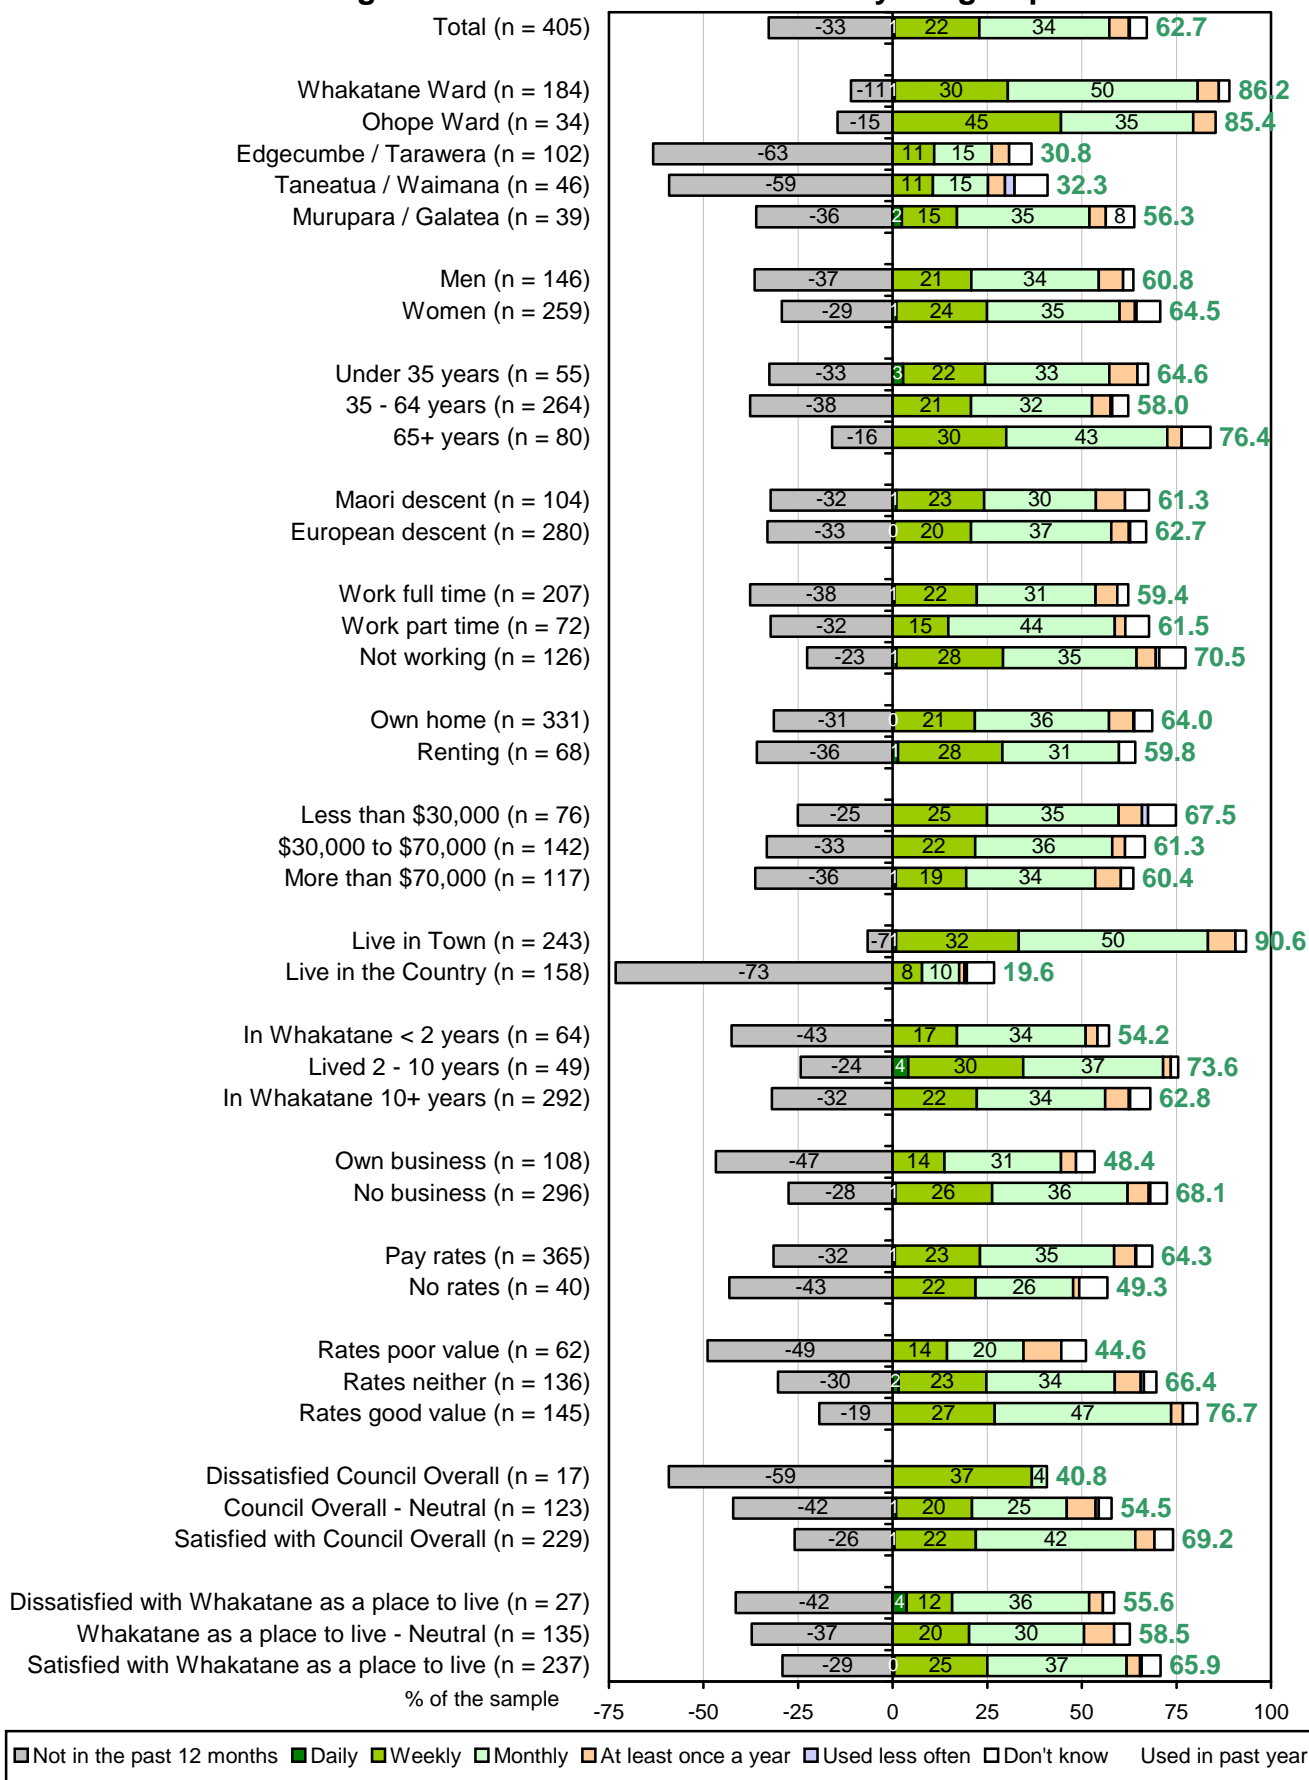 Total (n = 405) -33 1 22 34 62.7
Whakatane Ward (n = 184) -11 1 30 50 86.2
Ohope Ward (n = 34) -15 45 35 85.4
Edgecumbe / Tarawera (n = 102) -63 11 15 30.8
Taneatua / Waimana (n = 46) -59 11 15 32.3
Murupara / Galatea (n = 39) -36 2 15 35 8 56.3
Men (n = 146) -37 21 34 60.8
Women (n = 259) -29 1 24 35 64.5
Under 35 years (n = 55) -33 3 22 33 64.6
35 - 64 years (n = 264) -38 21 32 58.0
65+ years (n = 80) -16 30 43 76.4
Maori descent (n = 104) -32 1 23 30 61.3
European descent (n = 280) -33 0 20 37 62.7
Work full time (n = 207) -38 1 22 31 59.4
Work part time (n = 72) -32 15 44 61.5
Not working (n = 126) -23 1 28 35 70.5
Own home (n = 331) -31 0 21 36 64.0
Renting (n = 68) -36 1 28 31 59.8
Less than $30,000 (n = 76) -25 25 35 67.5
$30,000 to $70,000 (n = 142) -33 22 36 61.3
More than $70,000 (n = 117) -36 1 19 34 60.4
Live in Town (n = 243) -7 1 32 50 90.6
Live in the Country (n = 158) -73 8 10 19.6
In Whakatane < 2 years (n = 64) -43 17 34 54.2
Lived 2 - 10 years (n = 49) -24 4 30 37 73.6
In Whakatane 10+ years (n = 292) -32 22 34 62.8
Own business (n = 108) -47 14 31 48.4
No business (n = 296) -28 1 26 36 68.1
Pay rates (n = 365) -32 1 23 35 64.3
No rates (n = 40) -43 22 26 49.3
Rates poor value (n = 62) -49 14 20 44.6
Rates neither (n = 136) -30 2 23 34 66.4
Rates good value (n = 145) -19 27 47 76.7
Dissatisfied Council Overall (n = 17) -59 37 4 40.8
Council Overall - Neutral (n = 123) -42 1 20 25 54.5
Satisfied with Council Overall (n = 229) -26 1 22 42 69.2
Dissatisfied with Whakatane as a place to live (n = 27) -42 4 12 36 55.6
Whakatane as a place to live - Neutral (n = 135) -37 20 30 58.5
Satisfied with Whakatane as a place to live (n = 237) -29 0 25 37 65.9
% of the sample -75 -50 -25 0 25 50 75 100
Not in the past 12 months Daily Weekly Monthly At least once a year Used less often Don't know Used in past year